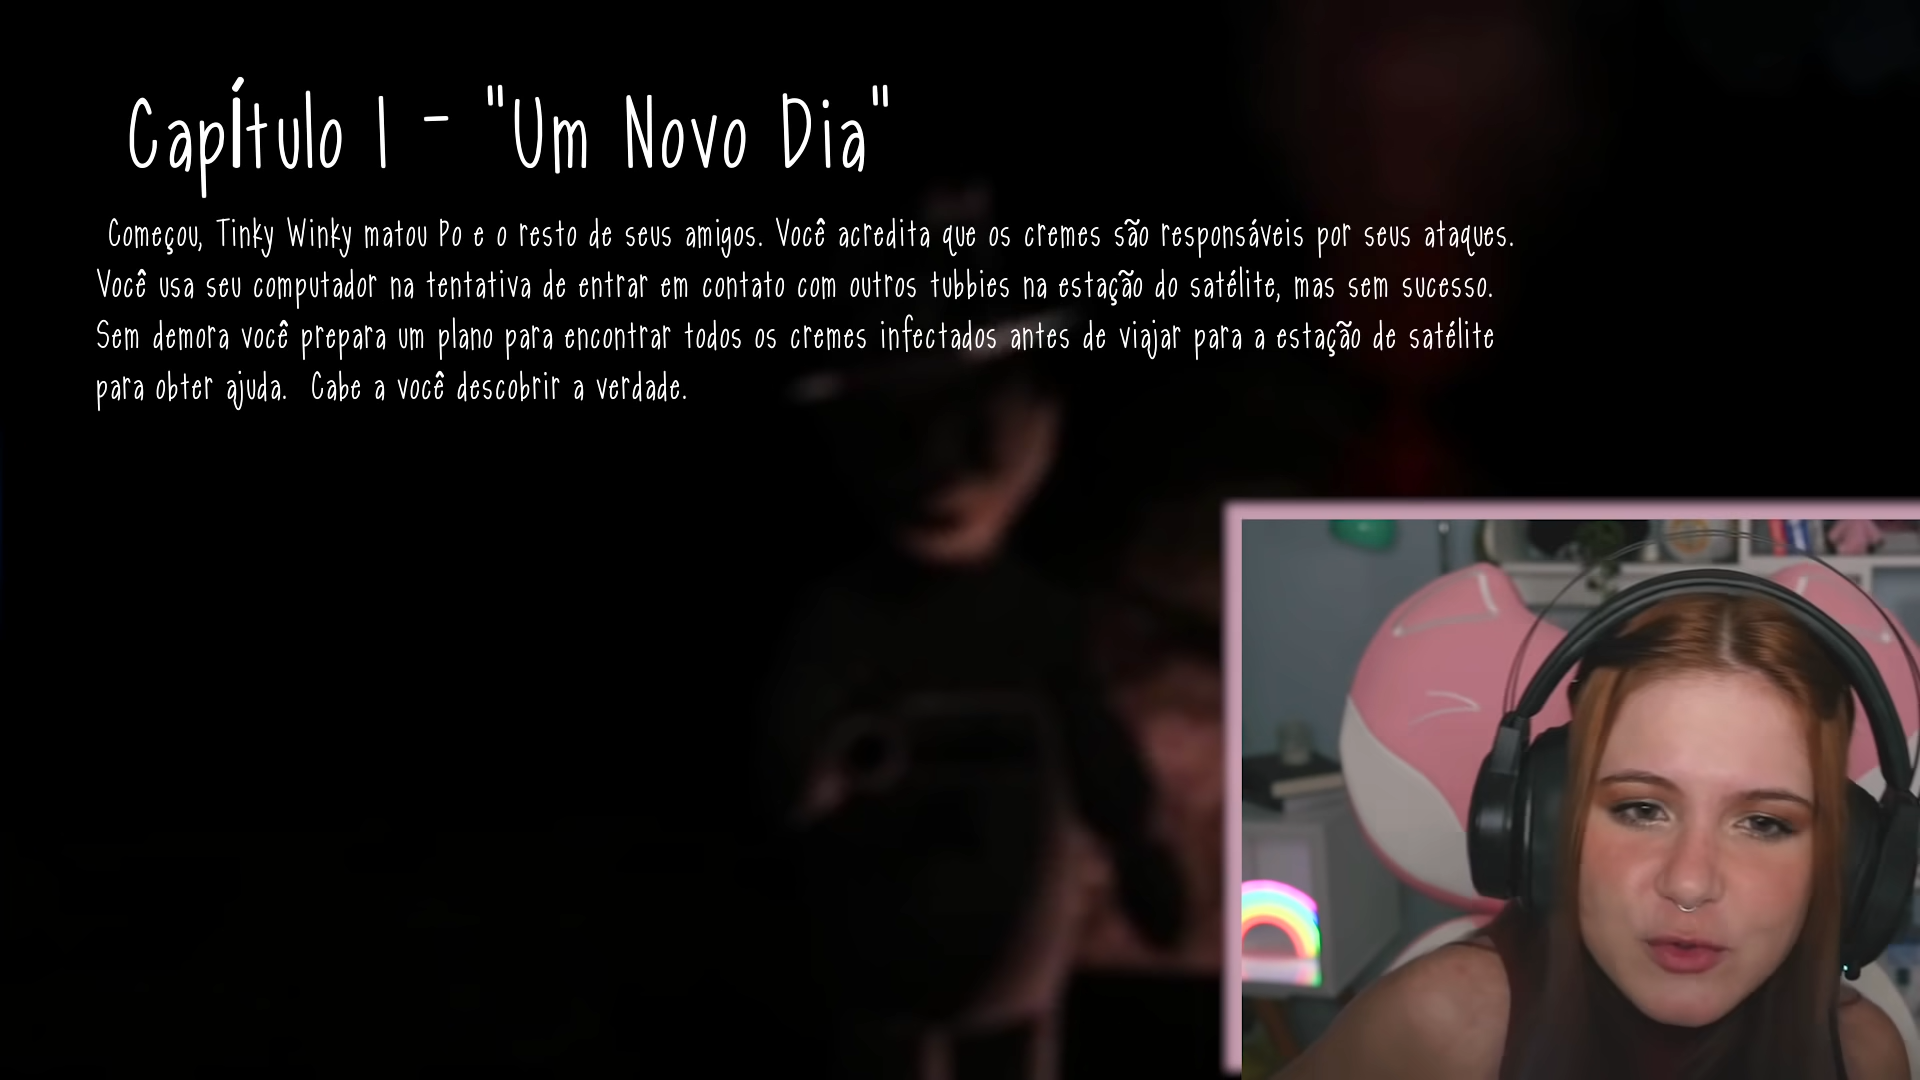 Capítulo 1 - "Um Novo Dia"
Começou, Tinky Winky matou Po e o resto de seus amigos. Você acredita que os cremes são responsáveis por seus ataques.
Você usa seu computador na tentativa de entrar em contato com outros tubbies na estação do satélite, mas sem sucesso.
Sem demora você prepara um plano para encontrar todos os cremes infectados antes de viajar para a estação de satélite
para obter ajuda.  Cabe a você descobrir a verdade.